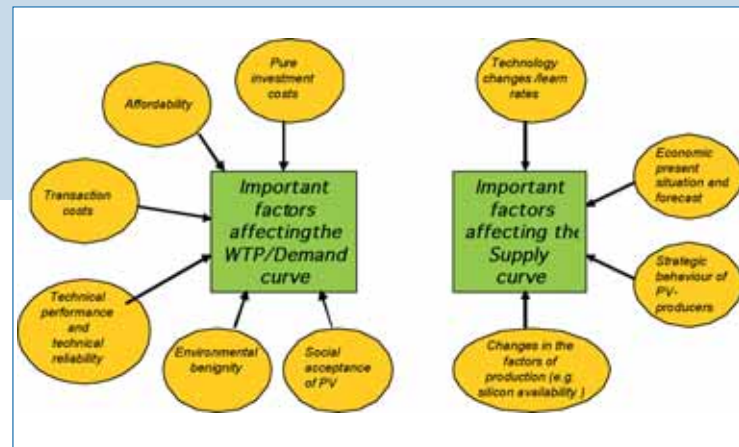 Pure
investment
costs
Affordability
Transaction
costs
Technical
performance
and
technical
reliability
Environmental
benignity
Social
acceptance
of PV
Important
factors
affectingthe
WTP/Demand
curve
Technology
changes /learn
rates
Economic
present
situation and
forecast
Strategic
behaviour of
PV-
producers
Changes in the
factors of
production (e.g.
silicon availability )
Important
factors
affecting the
Supply
curve